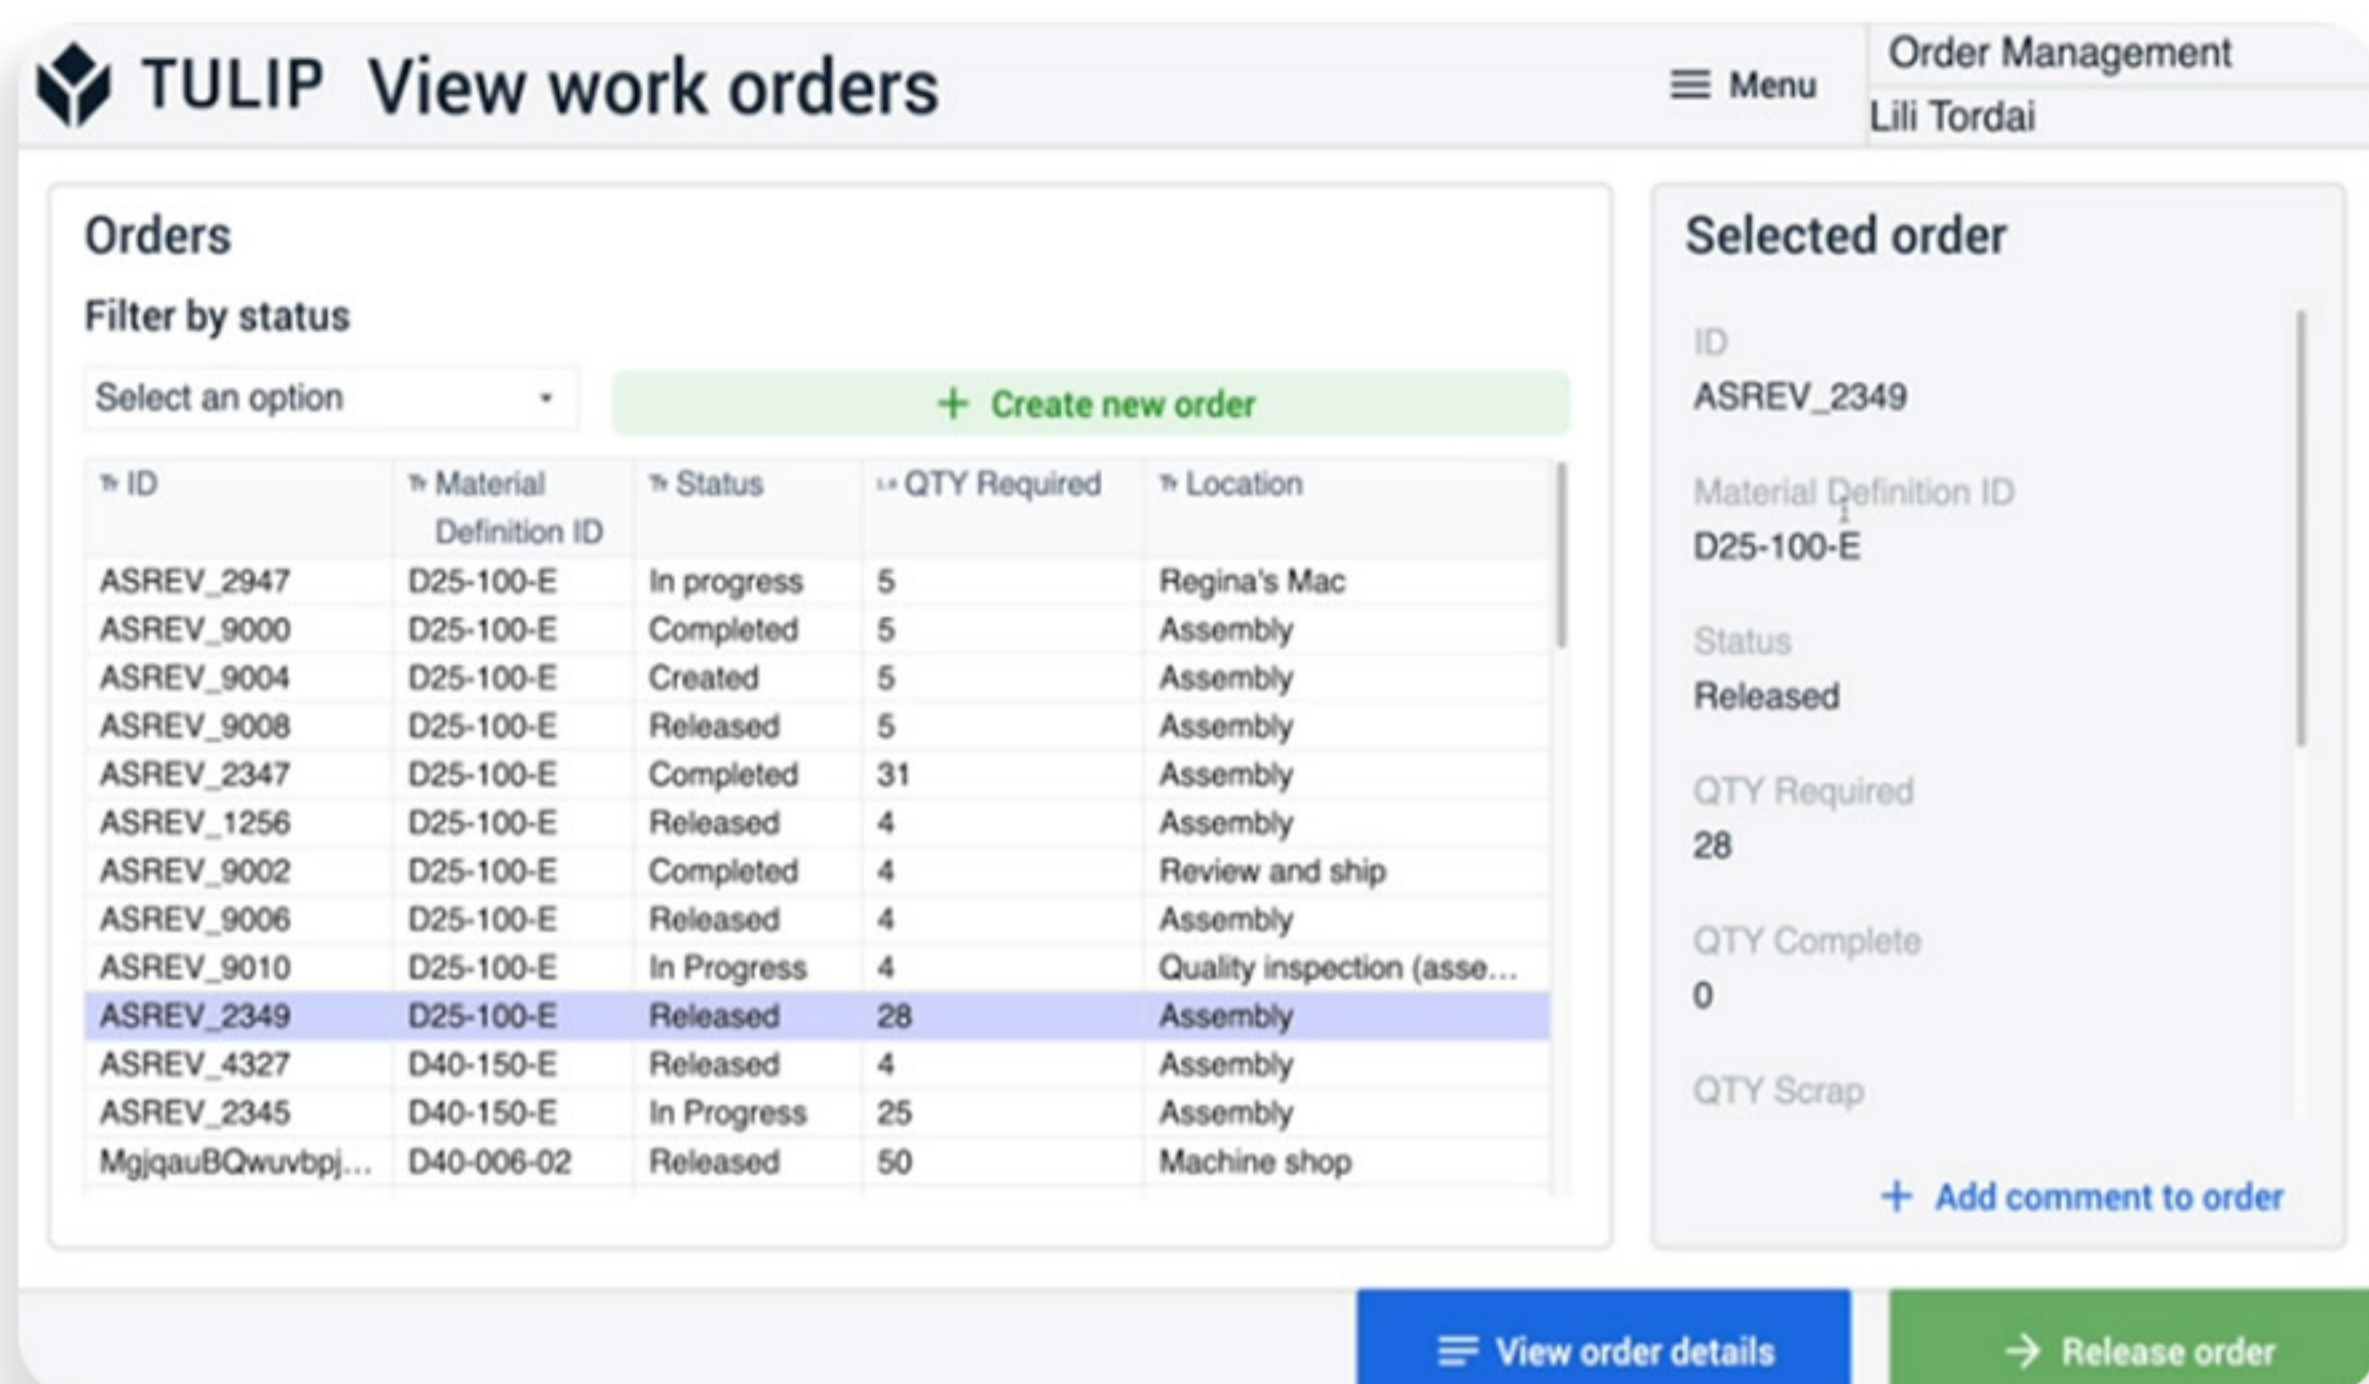 TULIP View work orders
Menu
Order Management
Lili Tordai
Orders
Filter by status
Select an option
+ Create new order
ID Material Definition ID Status QTY Required Location
ASREV_2947 D25-100-E In progress 5 Regina's Mac
ASREV_9000 D25-100-E Completed 5 Assembly
ASREV_9004 D25-100-E Created 5 Assembly
ASREV_9008 D25-100-E Released 5 Assembly
ASREV_2347 D25-100-E Completed 31 Assembly
ASREV_1256 D25-100-E Released 4 Assembly
ASREV_9002 D25-100-E Completed 4 Review and ship
ASREV_9006 D25-100-E Released 4 Assembly
ASREV_9010 D25-100-E In Progress 4 Quality inspection (asse...
ASREV_2349 D25-100-E Released 28 Assembly
ASREV_4327 D40-150-E Released 4 Assembly
ASREV_2345 D40-150-E In Progress 25 Assembly
MgjqauBQwuvbpj... D40-006-02 Released 50 Machine shop
Selected order
ID
ASREV_2349
Material Definition ID
D25-100-E
Status
Released
QTY Required
28
QTY Complete
0
QTY Scrap
+ Add comment to order
View order details
→ Release order